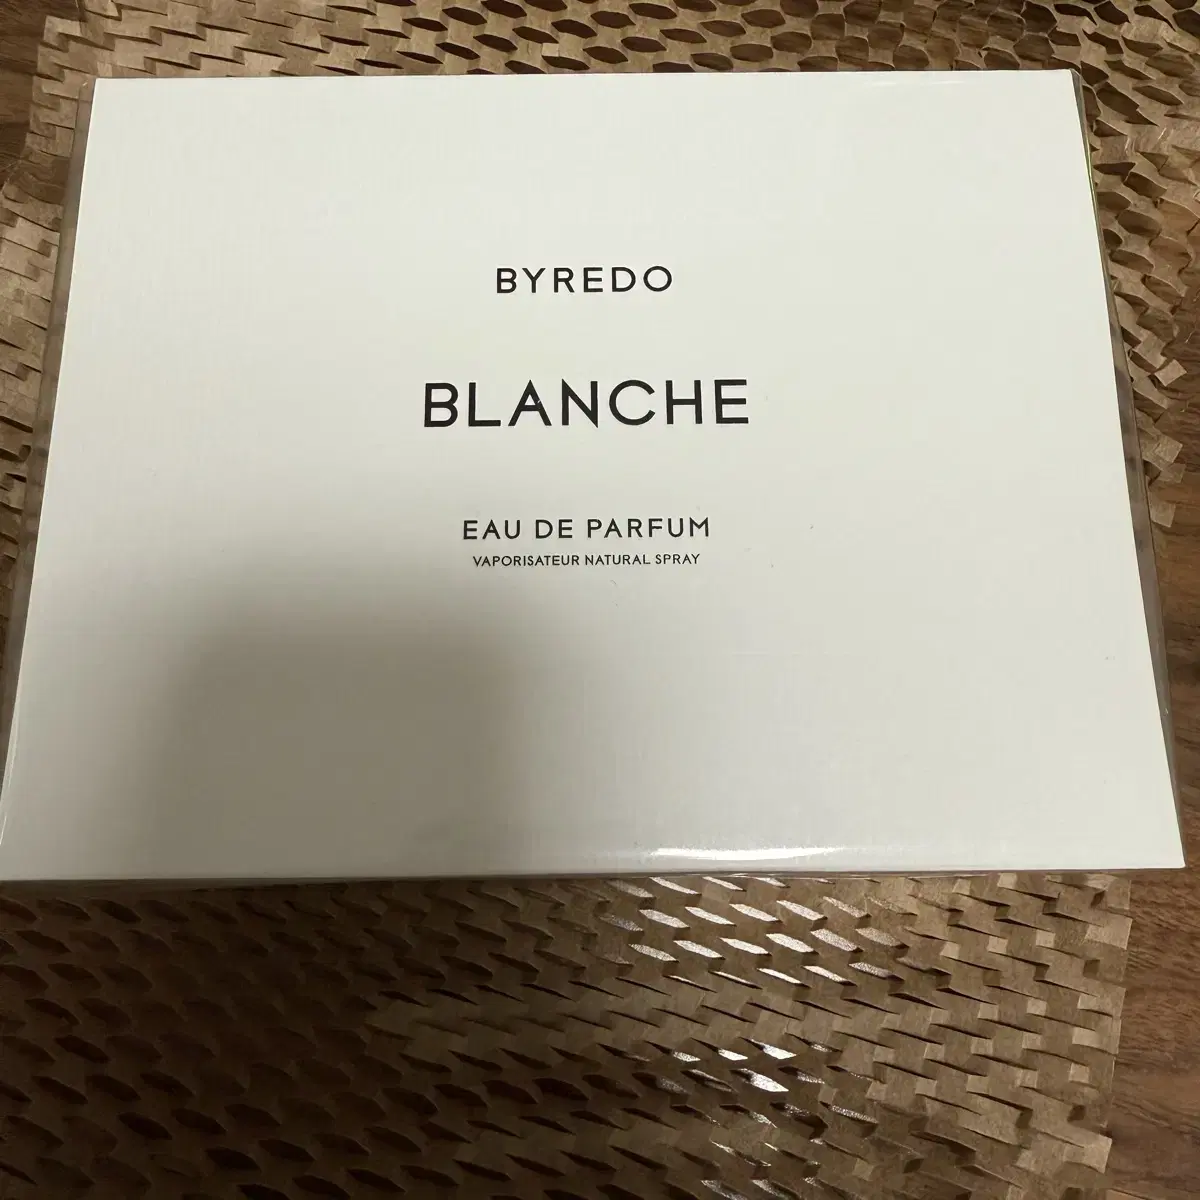 BYREDO
BLANCHE
EAU DE PARFUM
VAPORISATEUR NATURAL SPRAY